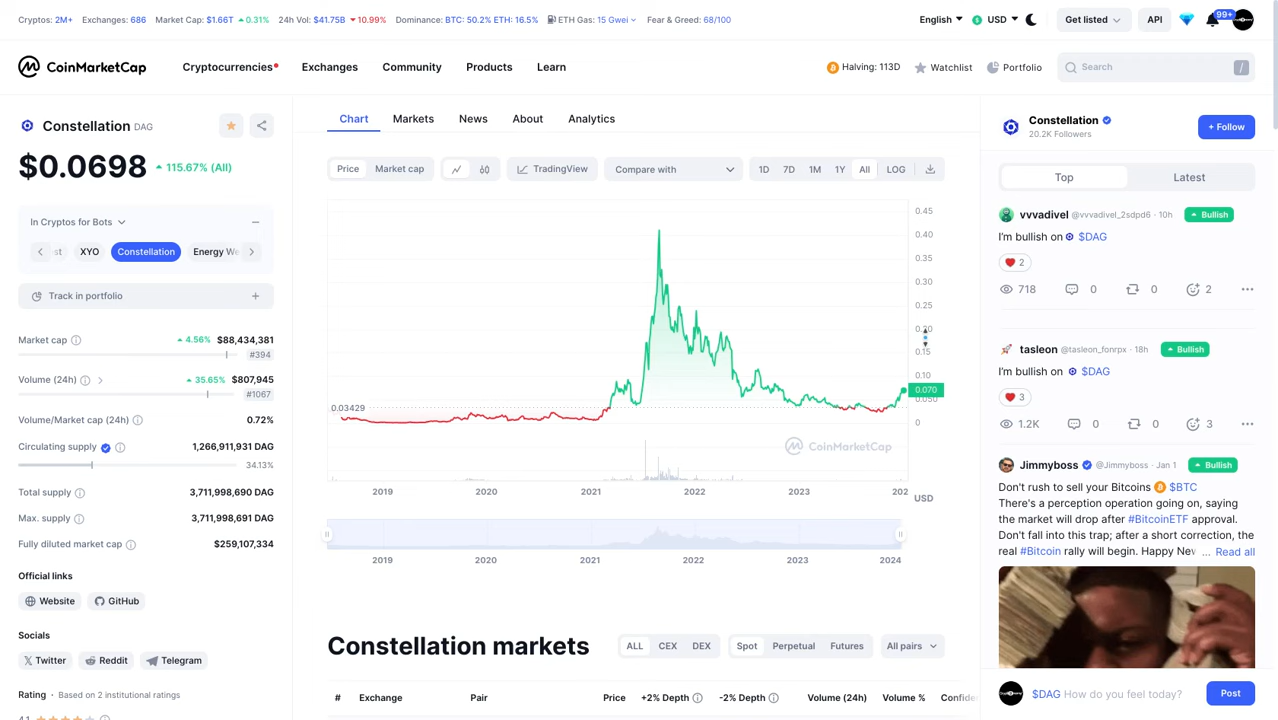 Cryptos: 2M+ Exchanges: 686 Market Cap: $1.66T 0.31% 24h Vol: $41.75B 10.99% Dominance: BTC: 50.2% ETH: 16.5% ETH Gas: 15 Gwei Fear & Greed: 68/100
English USD Get listed API 99+
CoinMarketCap Cryptocurrencies Exchanges Community Products Learn Halving: 113D Watchlist Portfolio Search /
Constellation DAG
$0.0698 115.67% (All)
In Cryptos for Bots
XYO Constellation Energy We
Track in portfolio
Market cap 4.56% $88,434,381
#394
Volume (24h) 35.65% $807,945
#1067
Volume/Market cap (24h) 0.72%
Circulating supply 1,266,911,931 DAG
34.13%
Total supply 3,711,998,690 DAG
Max. supply 3,711,998,691 DAG
Fully diluted market cap $259,107,334
Official links
Website GitHub
Socials
Twitter Reddit Telegram
Rating · Based on 2 institutional ratings
4.1
Chart Markets News About Analytics
Price Market cap TradingView Compare with 1D 7D 1M 1Y All LOG
0.45
0.40
0.35
0.30
0.25
0.20
0.15
0.10
0.070
0.050
0
0.03429
CoinMarketCap
2019 2020 2021 2022 2023 202
USD
2019 2020 2021 2022 2023 2024
Constellation markets ALL CEX DEX Spot Perpetual Futures All pairs
# Exchange Pair Price +2% Depth -2% Depth Volume (24h) Volume % Confide
Constellation
20.2K Followers
+ Follow
Top Latest
vvvadivel @vvvadivel_2sdpd6 · 10h Bullish
I'm bullish on $DAG
2
718 0 0 2
tasleon @tasleon_fonrpx · 18h Bullish
I'm bullish on $DAG
3
1.2K 0 0 3
Jimmyboss @Jimmyboss · Jan 1 Bullish
Don't rush to sell your Bitcoins $BTC
There's a perception operation going on, saying
the market will drop after #BitcoinETF approval.
Don't fall into this trap; after a short correction, the
real #Bitcoin rally will begin. Happy Nev ... Read all
$DAG How do you feel today? Post